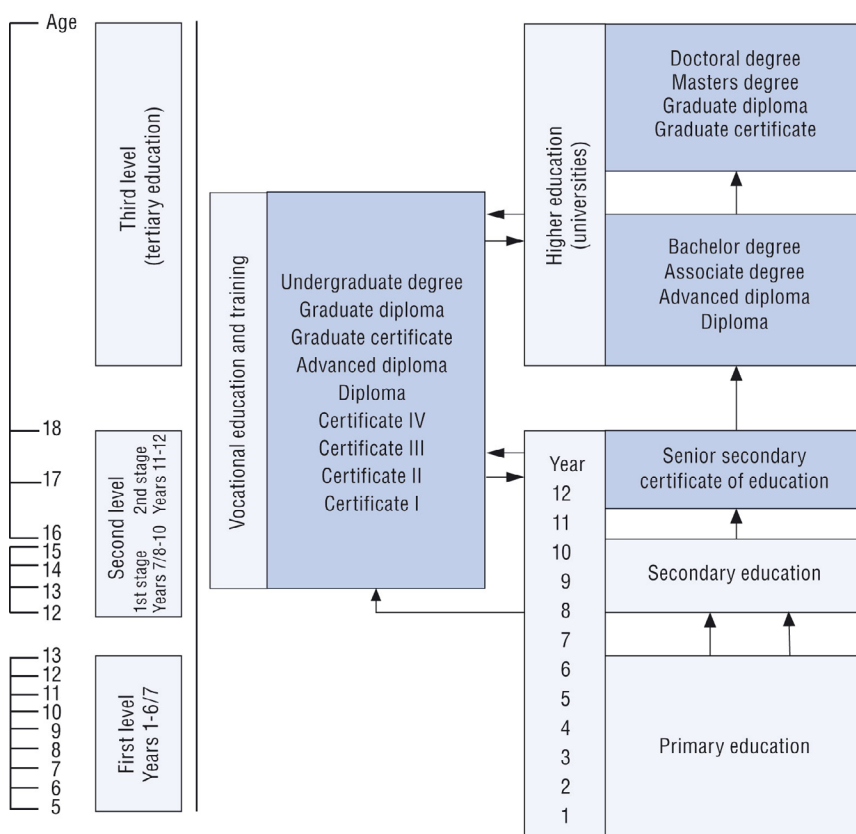 Age
18
17
16
15
14
13
12
13
12
11
10
9
8
7
6
5
Third level
(tertiary education)
Second level
1st stage
Years 7/8-10
2nd stage
Years 11-12
First level
Years 1-6/7
Vocational education and training
Undergraduate degree
Graduate diploma
Graduate certificate
Advanced diploma
Diploma
Certificate IV
Certificate III
Certificate II
Certificate I
Higher education
(universities)
Doctoral degree
Masters degree
Graduate diploma
Graduate certificate
Bachelor degree
Associate degree
Advanced diploma
Diploma
Year
12
11
10
9
8
7
6
5
4
3
2
1
Senior secondary
certificate of education
Secondary education
Primary education